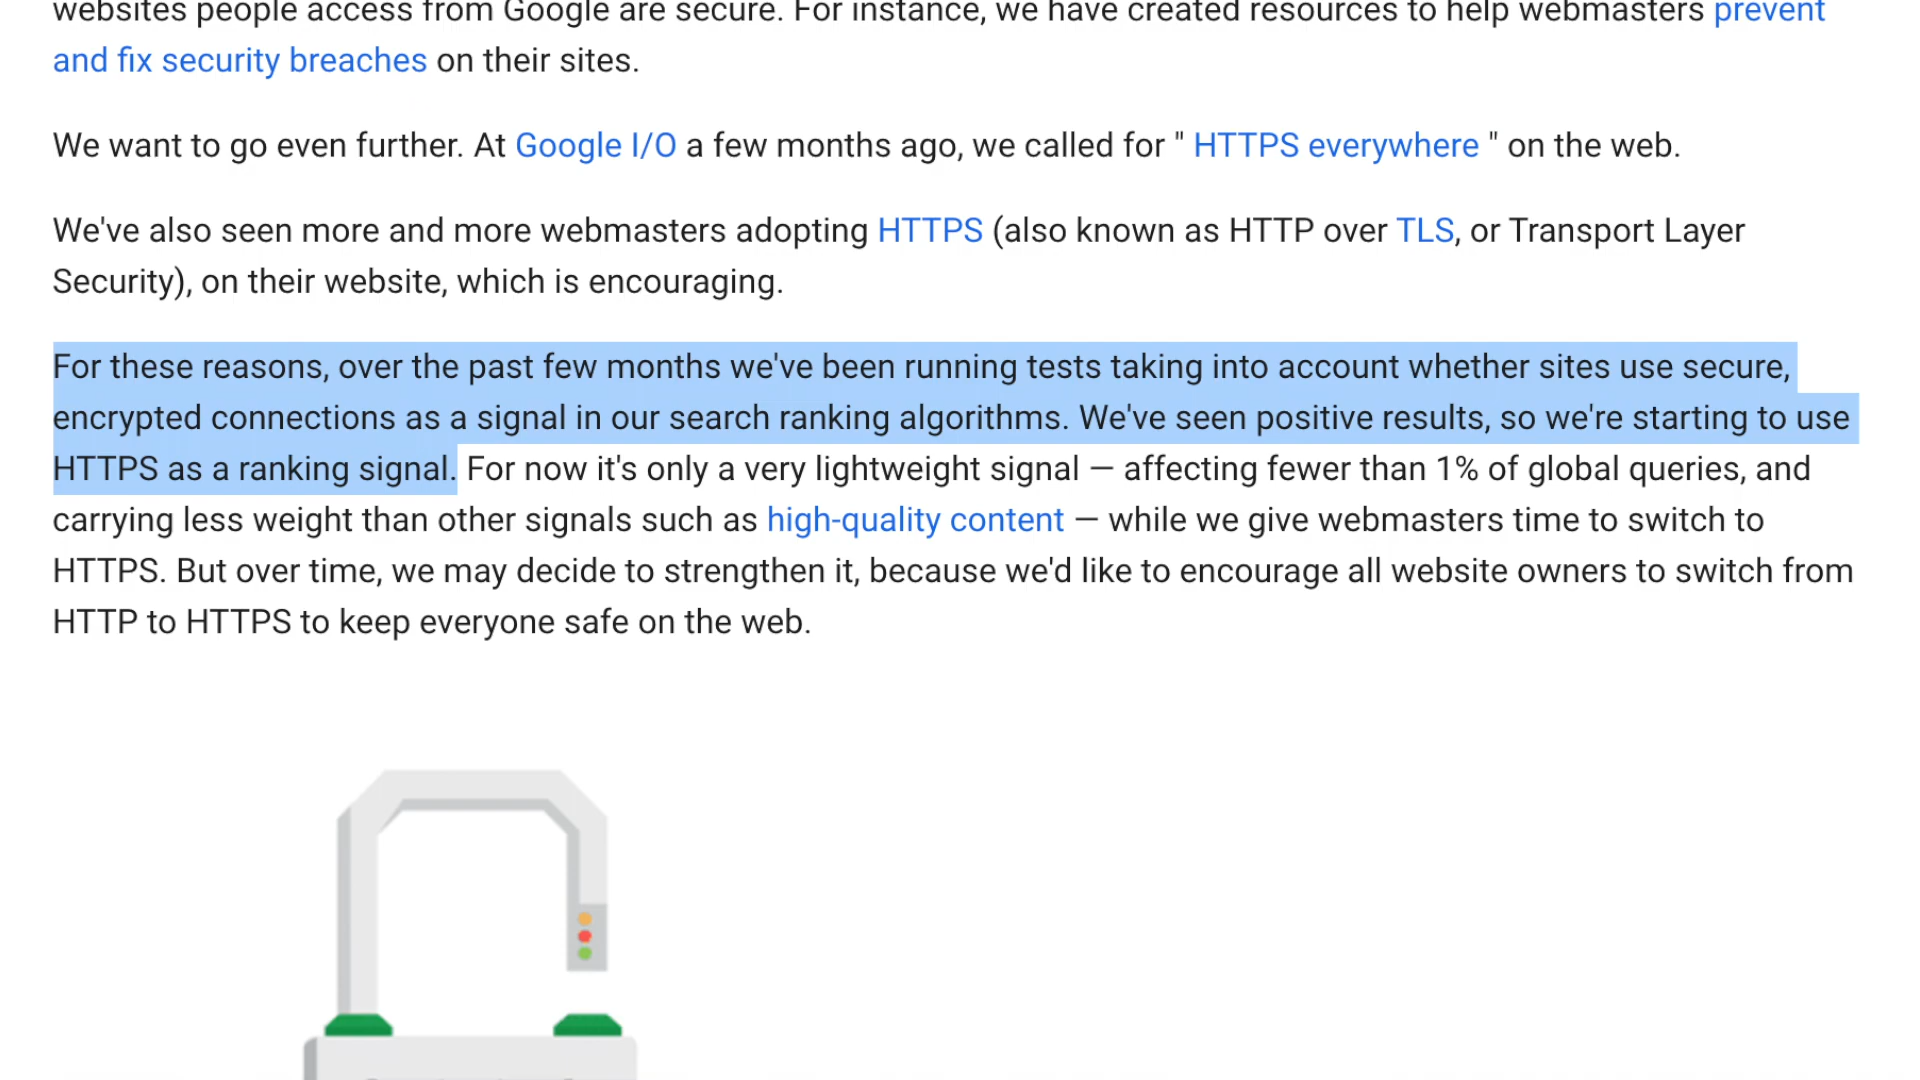 websites people access from Google are secure. For instance, we have created resources to help webmasters prevent
and fix security breaches on their sites.
We want to go even further. At Google I/O a few months ago, we called for " HTTPS everywhere " on the web.
We've also seen more and more webmasters adopting HTTPS (also known as HTTP over TLS, or Transport Layer
Security), on their website, which is encouraging.
For these reasons, over the past few months we've been running tests taking into account whether sites use secure,
encrypted connections as a signal in our search ranking algorithms. We've seen positive results, so we're starting to use
HTTPS as a ranking signal. For now it's only a very lightweight signal — affecting fewer than 1% of global queries, and
carrying less weight than other signals such as high-quality content — while we give webmasters time to switch to
HTTPS. But over time, we may decide to strengthen it, because we'd like to encourage all website owners to switch from
HTTP to HTTPS to keep everyone safe on the web.